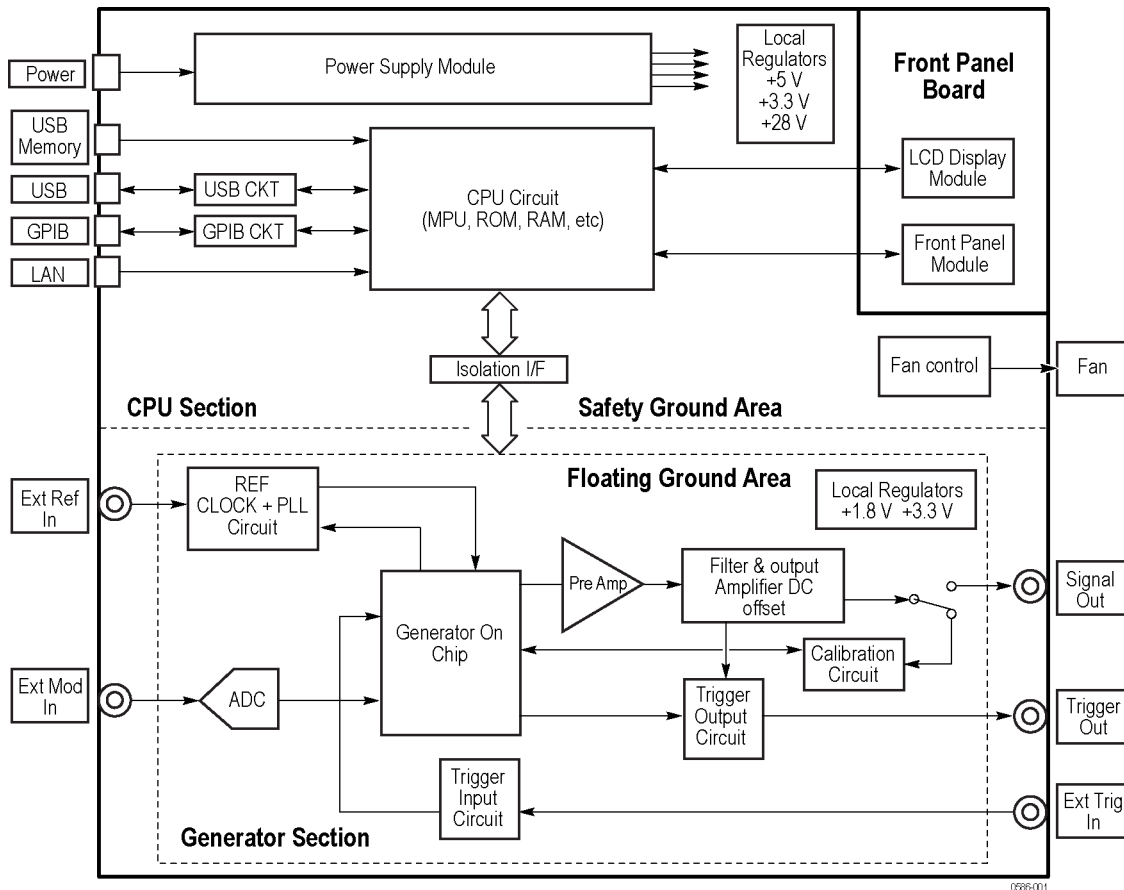 Power
Power Supply Module
Local
Regulators
+5 V
+3.3 V
+28 V
Front Panel
Board
USB
Memory
USB
USB CKT
GPIB
GPIB CKT
LAN
CPU Circuit
(MPU, ROM, RAM, etc)
LCD Display
Module
Front Panel
Module
Isolation I/F
Fan control
Fan
CPU Section
Safety Ground Area
Floating Ground Area
Ext Ref
In
REF
CLOCK + PLL
Circuit
Local Regulators
+1.8 V +3.3 V
Pre Amp
Filter & output
Amplifier DC
offset
Signal
Out
Generator On
Chip
Calibration
Circuit
Ext Mod
In
ADC
Trigger
Output
Circuit
Trigger
Out
Trigger
Input
Circuit
Ext Trig
In
Generator Section
0586-001